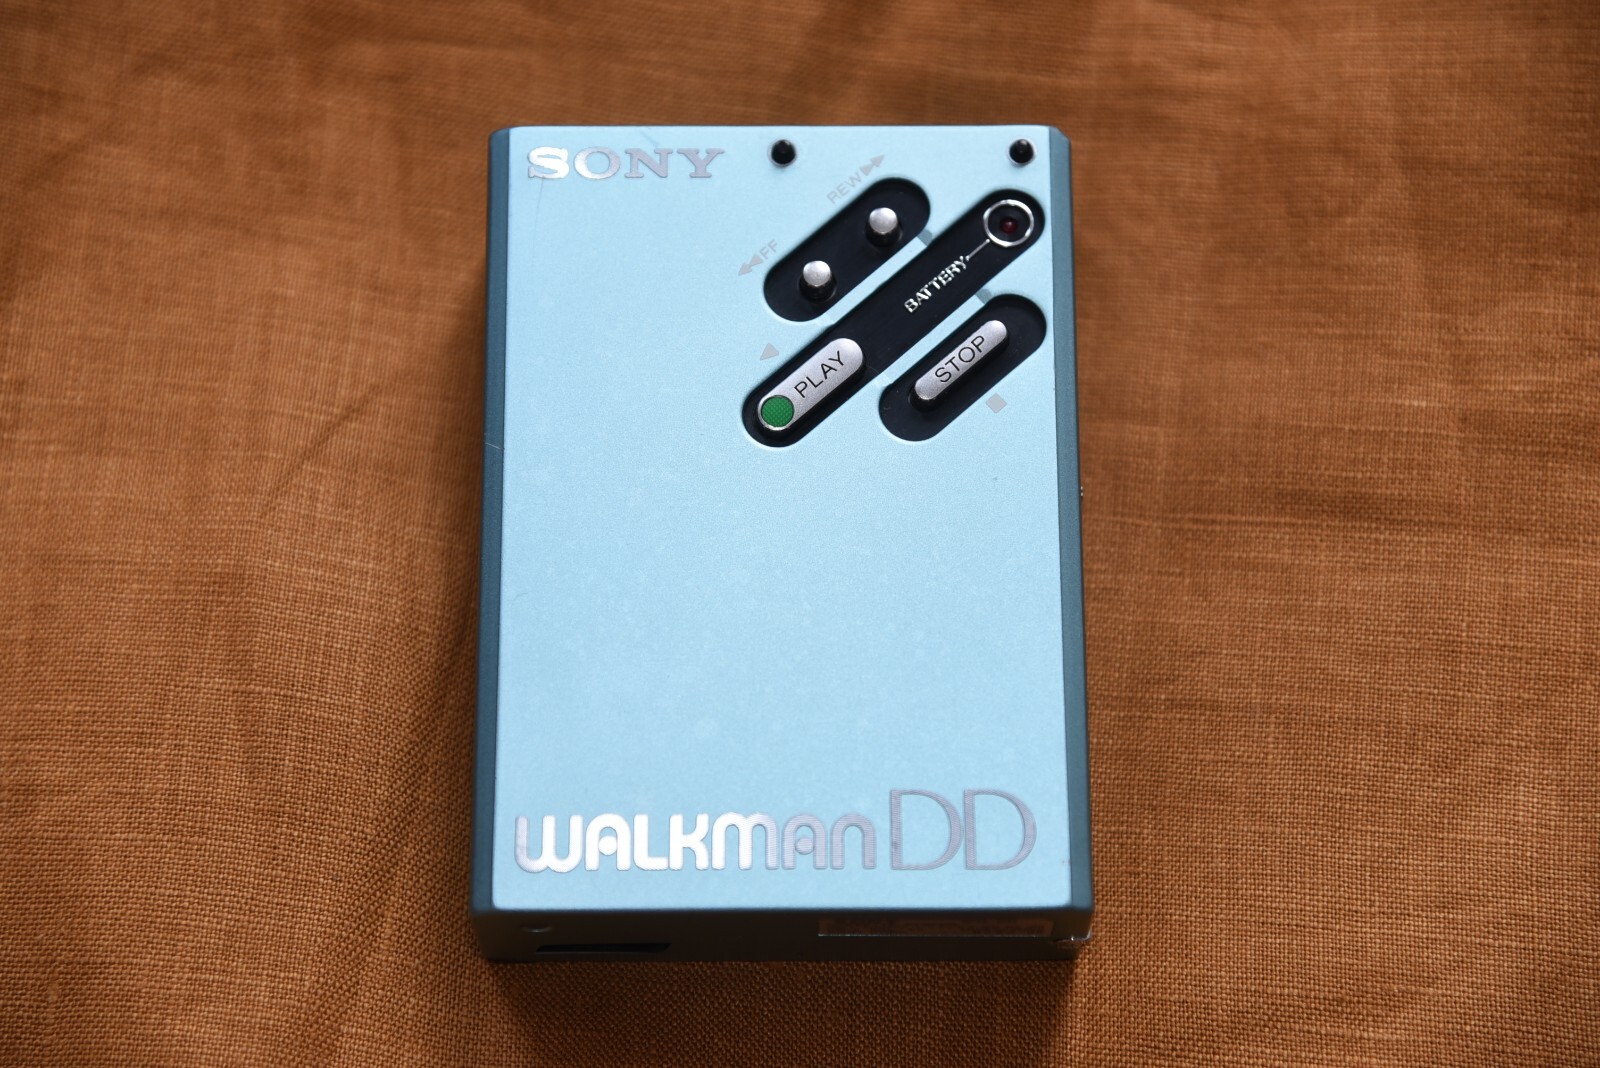 SONY
REW
FF
BATTERY
PLAY
STOP
WALKMAN DD